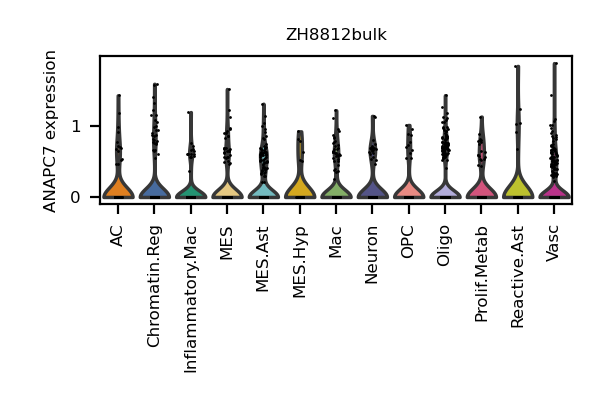 ZH8812bulk
ANAPC7 expression
1
0
AC
Chromatin.Reg
Inflammatory.Mac
MES
MES.Ast
MES.Hyp
Mac
Neuron
OPC
Oligo
Prolif.Metab
Reactive.Ast
Vasc